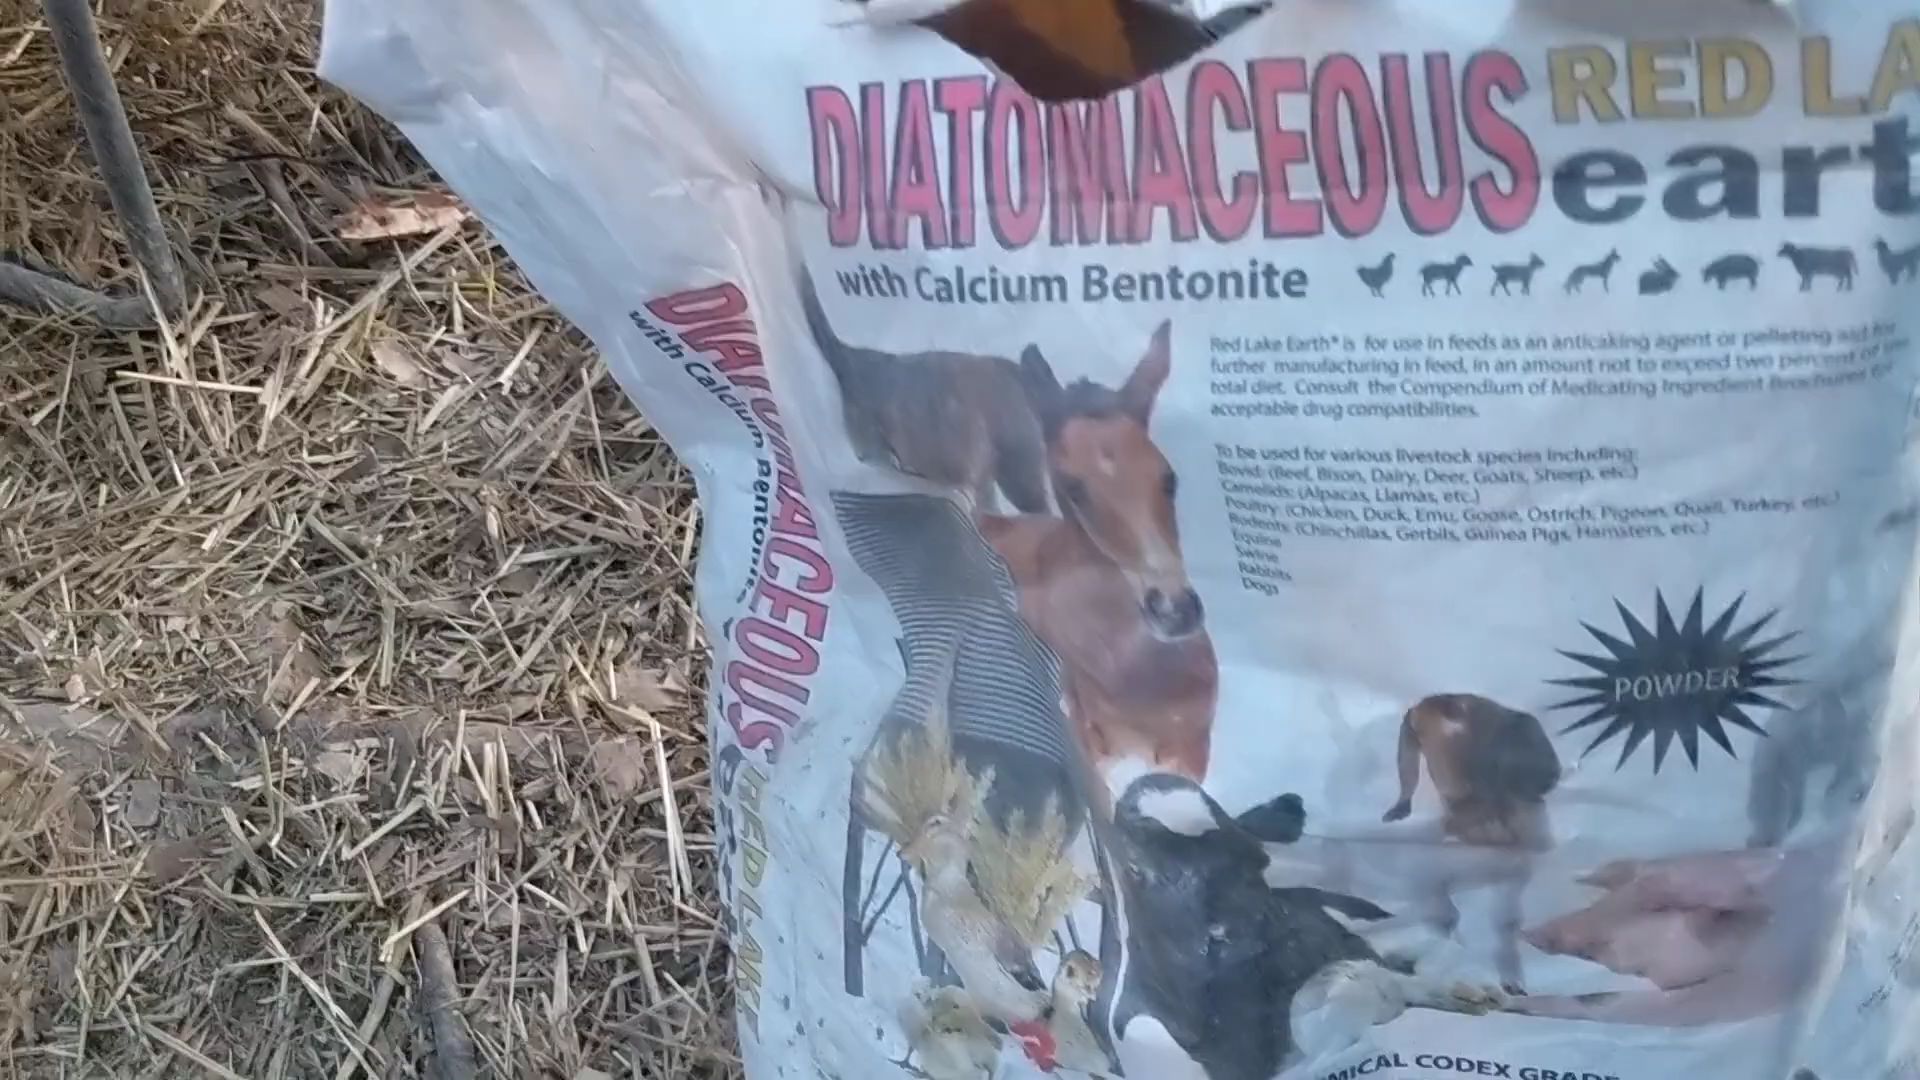 DIATOMACEOUS RED LA
eart
with Calcium Bentonite
Red Lake Earth® is for use in feeds as an anticaking agent or pelleting aid for
further manufacturing in feed, in an amount not to exceed two percent of the
total diet. Consult the Compendium of Medicating Ingredient Brochures for
acceptable drug compatibilities.
To be used for various livestock species including:
Bovid: (Beef, Bison, Dairy, Deer, Goats, Sheep, etc.)
Camelids: (Alpacas, Llamas, etc.)
Poultry: (Chicken, Duck, Emu, Goose, Ostrich, Pigeon, Quail, Turkey, etc.)
Rodents: (Chinchillas, Gerbils, Guinea Pigs, Hamsters, etc.)
Equine
Swine
Rabbits
Dogs
POWDER
MICAL CODEX GRADE
DIATOMACEOUS RED LAKE
with Calcium Bentonite